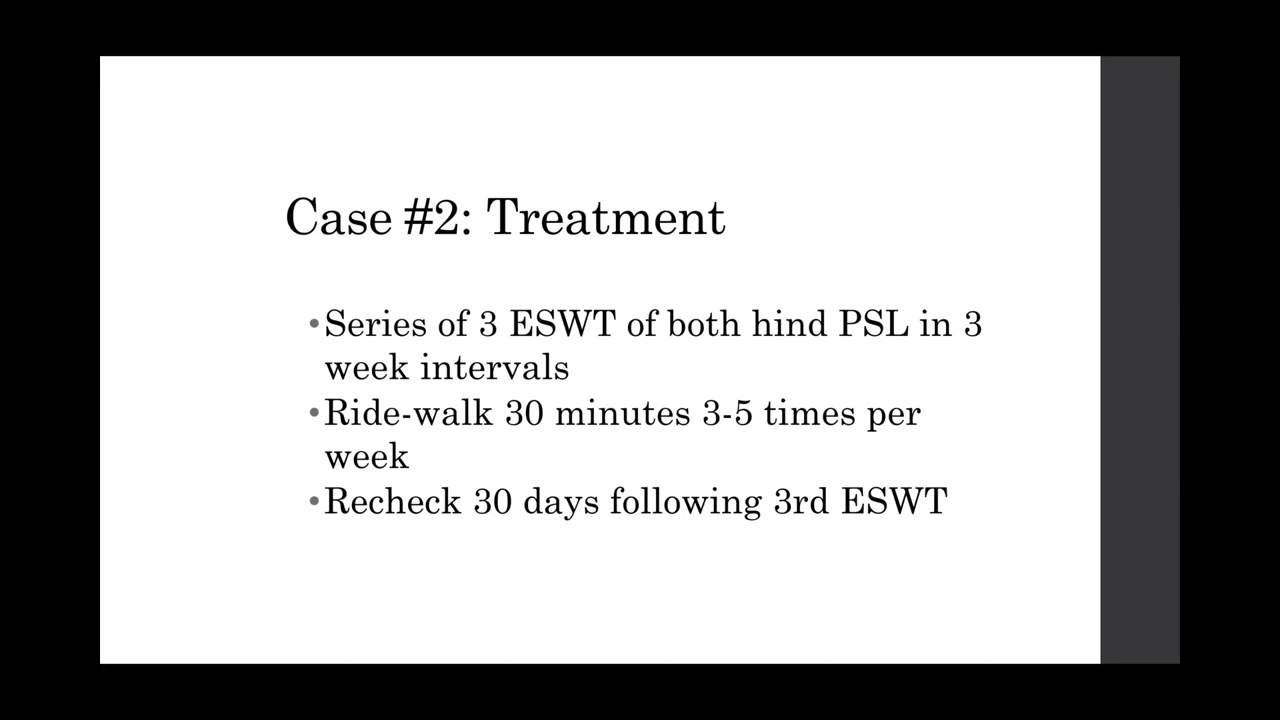 Case #2: Treatment
•Series of 3 ESWT of both hind PSL in 3
week intervals
•Ride-walk 30 minutes 3-5 times per
week
•Recheck 30 days following 3rd ESWT